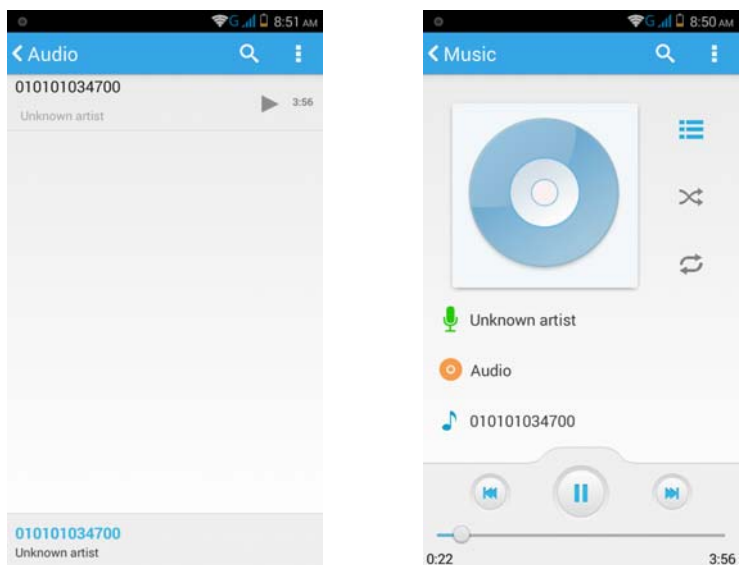 G 8:51 AM
Audio
010101034700
Unknown artist
3:56
010101034700
Unknown artist
G 8:50 AM
Music
Unknown artist
Audio
010101034700
0:22
3:56